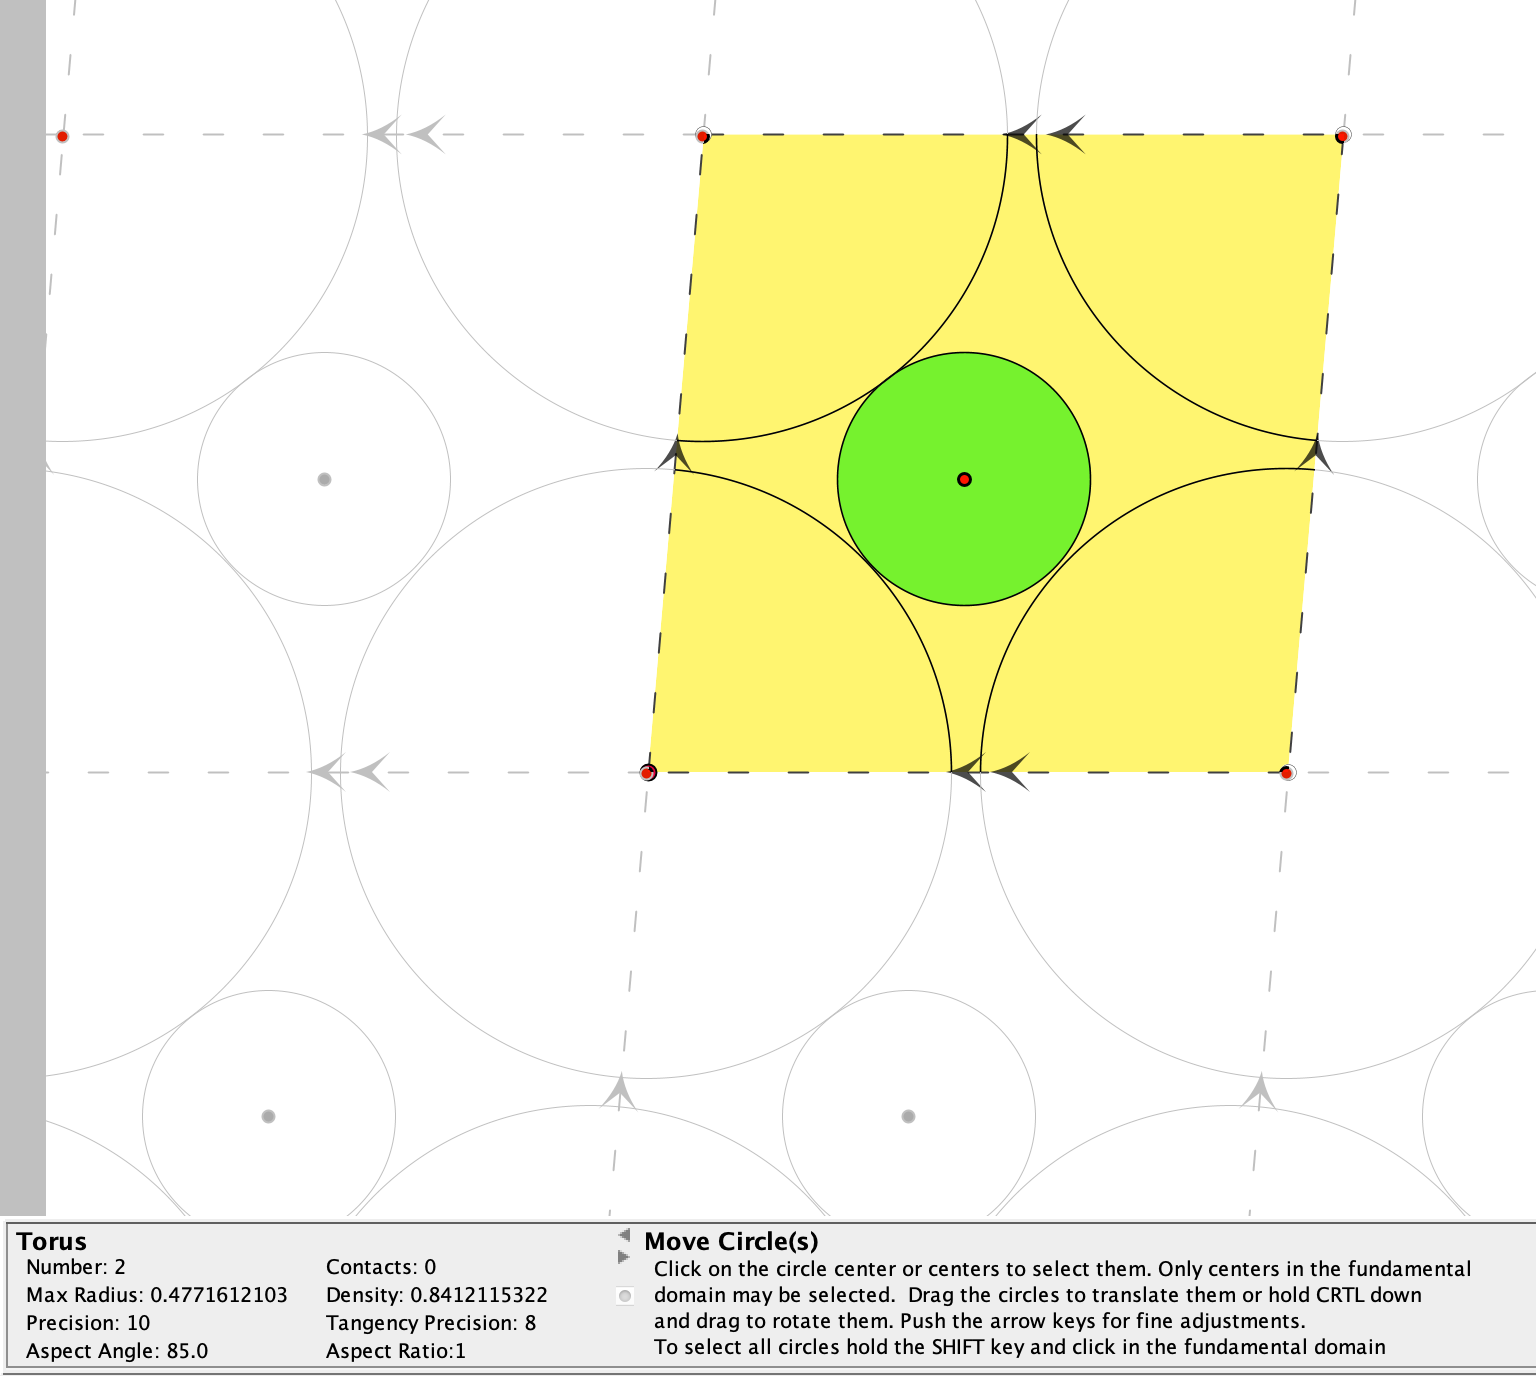 Torus
Number: 2
Contacts: 0
Max Radius: 0.4771612103
Density: 0.8412115322
Precision: 10
Tangency Precision: 8
Aspect Angle: 85.0
Aspect Ratio:1
Move Circle(s)
Click on the circle center or centers to select them. Only centers in the fundamental
domain may be selected.  Drag the circles to translate them or hold CRTL down
and drag to rotate them. Push the arrow keys for fine adjustments.
To select all circles hold the SHIFT key and click in the fundamental domain